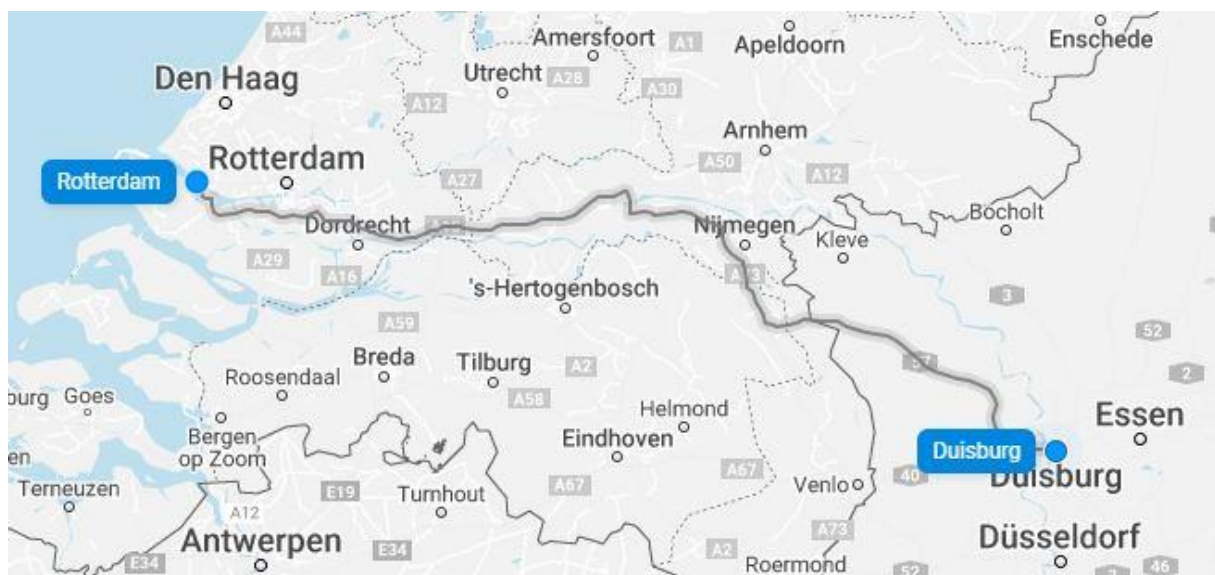 A44
Amersfoort
A1
Apeldoorn
Enschede
Den Haag
Utrecht
A28
A30
A12
Arnhem
Rotterdam
Rotterdam
A27
A50
A12
Dordrecht
Nijmegen
Bocholt
Kleve
A29
A16
A73
3
's-Hertogenbosch
A59
52
57
2
Breda
Tilburg
A2
Roosendaal
A58
burg
Goes
Helmond
Essen
Bergen
op Zoom
Eindhoven
Duisburg
Duisburg
en
A67
40
Terneuzen
E19
Turnhout
A67
Venlo
A12
A73
Antwerpen
E34
E34
A2
Düsseldorf
Roermond
52
46